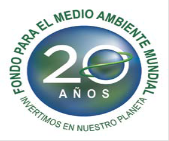 FONDO PARA EL MEDIO AMBIENTE MUNDIAL
20
AÑOS
INVERTIMOS EN NUESTRO PLANETA